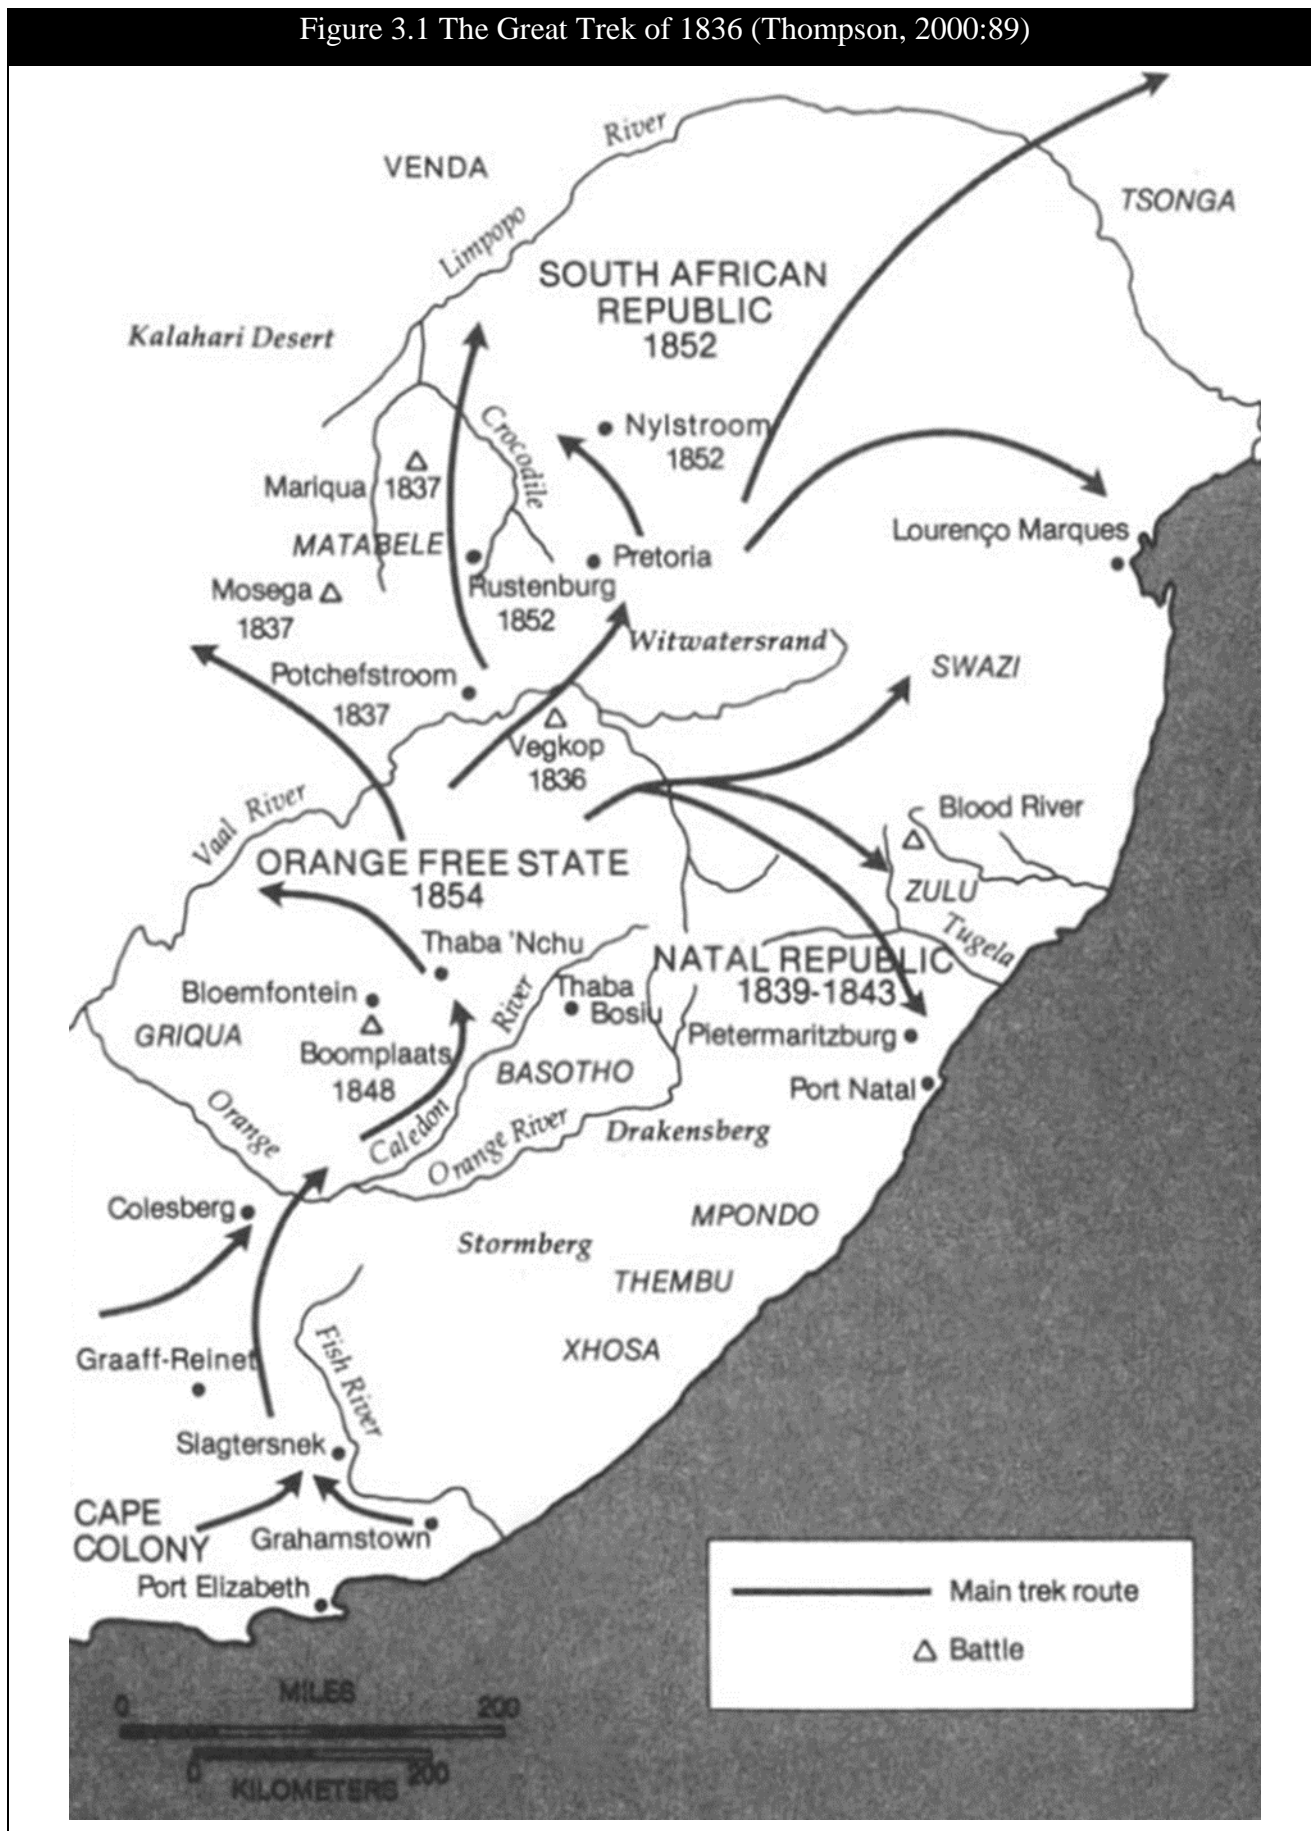 Figure 3.1 The Great Trek of 1836 (Thompson, 2000:89)
River
VENDA
TSONGA
Limpopo
SOUTH AFRICAN
REPUBLIC
1852
Kalahari Desert
Crocodile
Nylstroom
1852
Mariqua
1837
Lourenço Marques
MATABELE
Pretoria
Mosega
1837
Rustenburg
1852
Witwatersrand
SWAZI
Potchefstroom
1837
Vegkop
1836
Vaal River
Blood River
ORANGE FREE STATE
1854
ZULU
Tugela
Thaba 'Nchu
NATAL REPUBLIC
1839-1843
Bloemfontein
River
Thaba
Bosiu
GRIQUA
Pietermaritzburg
Boomplaats
1848
BASOTHO
Port Natal
Orange
Caledon
Orange River
Drakensberg
Colesberg
MPONDO
Stormberg
THEMBU
Fish River
XHOSA
Graaff-Reinet
Slagtersnek
CAPE
COLONY
Grahamstown
Port Elizabeth
Main trek route
Battle
MILES
0 200
0 200
KILOMETERS